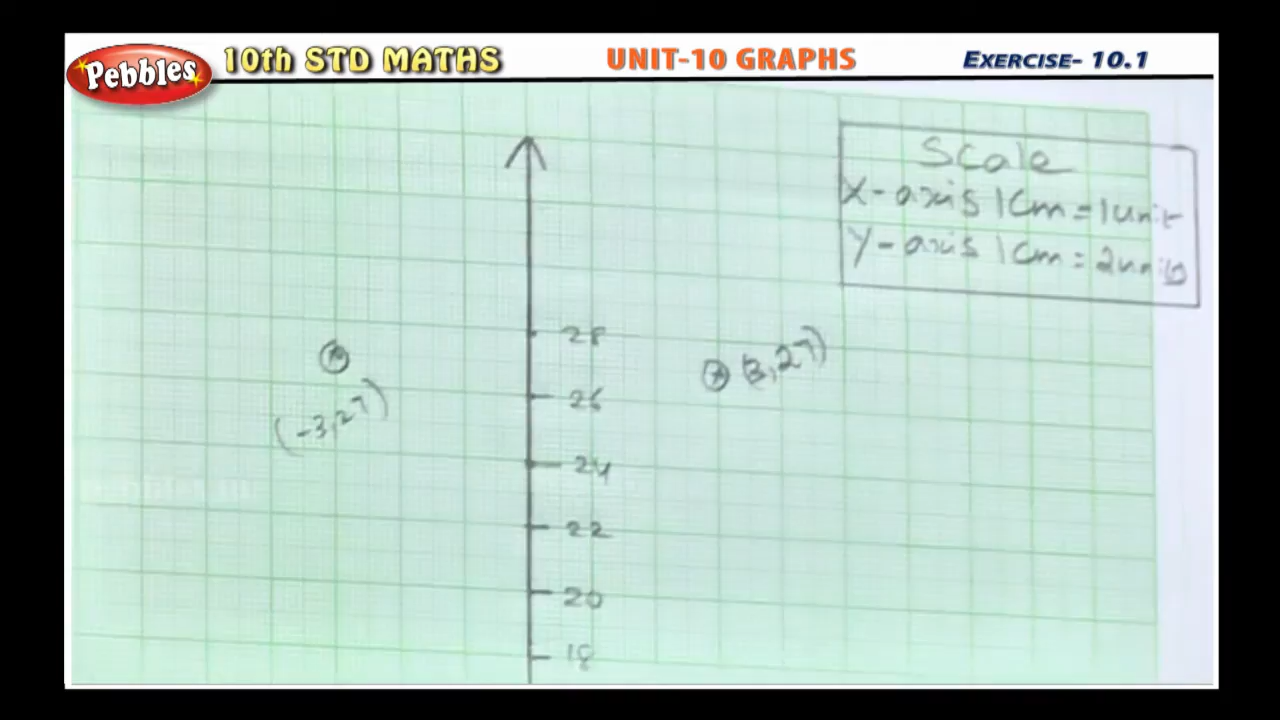 Pebbles
10th STD MATHS
UNIT-10 GRAPHS
EXERCISE- 10.1
Scale
X-axis 1cm=1unit
Y-axis 1cm=2units
28
(3,27)
26
(-3,27)
24
22
20
18